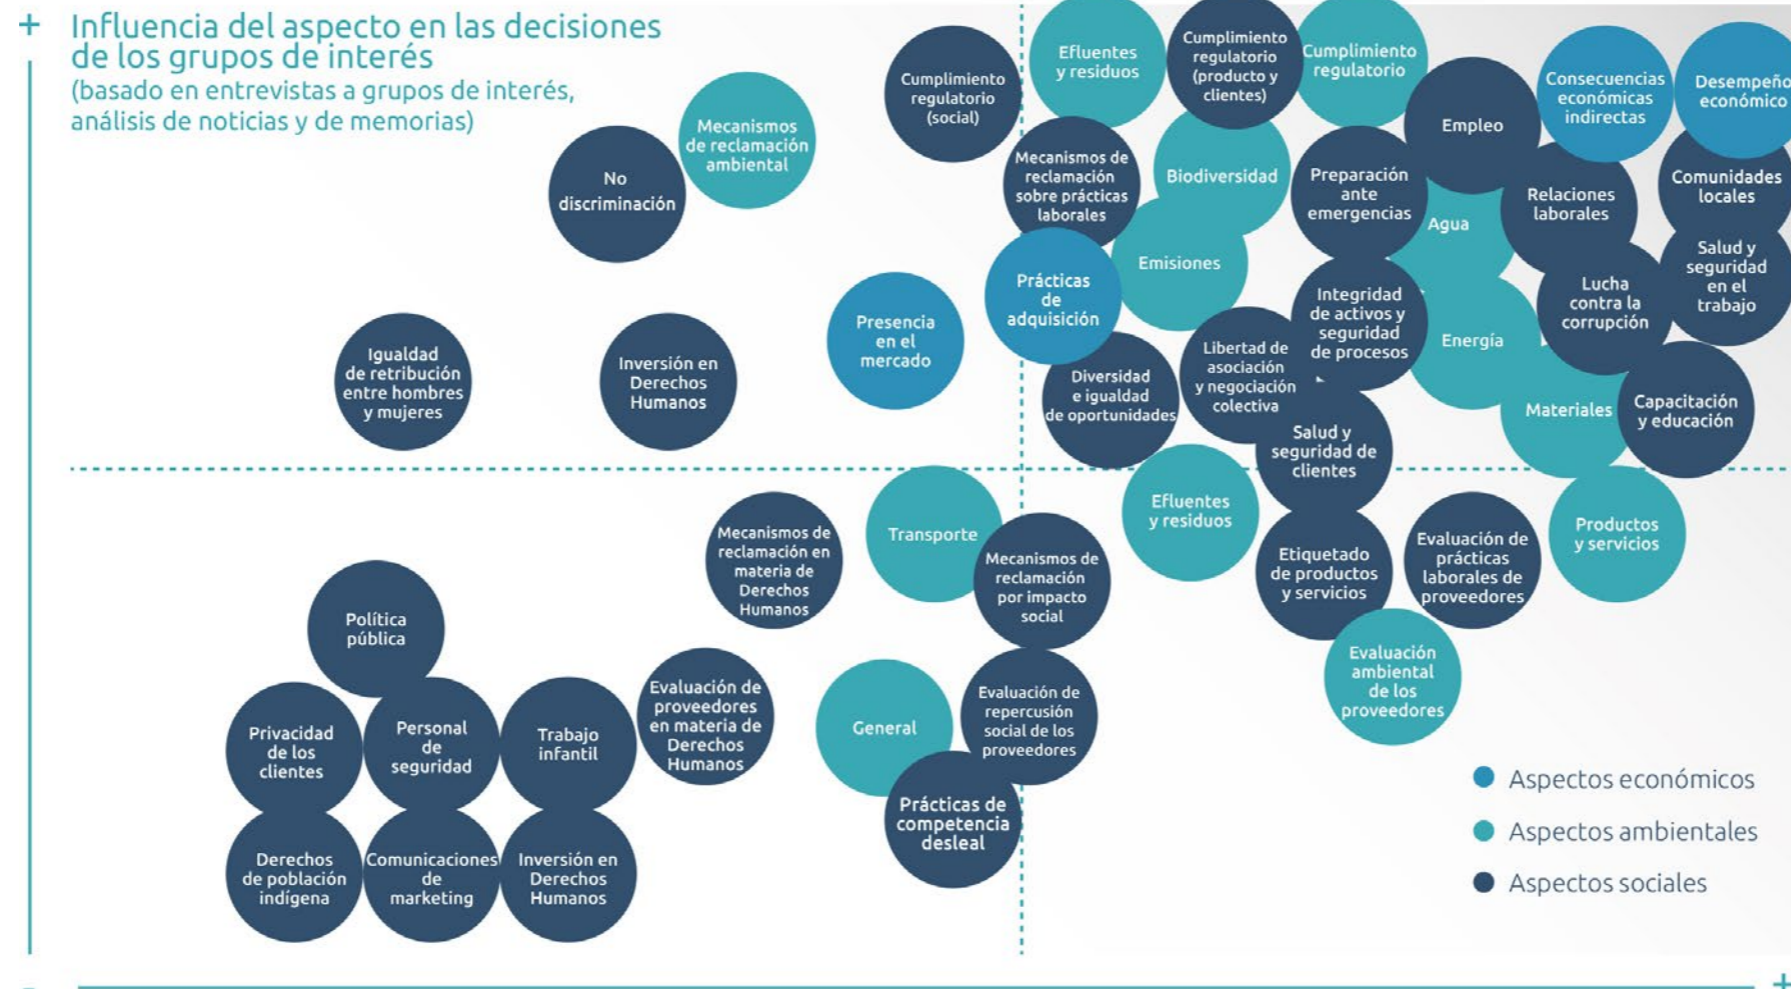 +
Influencia del aspecto en las decisiones
de los grupos de interés
(basado en entrevistas a grupos de interés,
análisis de noticias y de memorias)
Cumplimiento
regulatorio
(social)
Efluentes
y residuos
Cumplimiento
regulatorio
(producto y
clientes)
Cumplimiento
regulatorio
Empleo
Consecuencias
económicas
indirectas
Desempeño
económico
Mecanismos
de reclamación
ambiental
No
discriminación
Mecanismos de
reclamación
sobre prácticas
laborales
Biodiversidad
Preparación
ante
emergencias
Agua
Relaciones
laborales
Comunidades
locales
Emisiones
Prácticas
de
adquisición
Integridad
de activos y
seguridad
de procesos
Lucha
contra la
corrupción
Salud y
seguridad
en el
trabajo
Presencia
en el
mercado
Igualdad
de retribución
entre hombres
y mujeres
Inversión en
Derechos
Humanos
Diversidad
e igualdad
de oportunidades
Libertad de
asociación
y negociación
colectiva
Energía
Materiales
Capacitación
y educación
Salud y
seguridad de
clientes
Mecanismos de
reclamación en
materia de
Derechos
Humanos
Transporte
Mecanismos de
reclamación
por impacto
social
Efluentes
y residuos
Etiquetado
de productos
y servicios
Evaluación de
prácticas
laborales de
proveedores
Productos
y servicios
Política
pública
Evaluación
ambiental
de los
proveedores
Privacidad
de los
clientes
Personal
de
seguridad
Trabajo
infantil
Evaluación de
proveedores
en materia de
Derechos
Humanos
General
Evaluación de
repercusión
social de los
proveedores
Prácticas de
competencia
desleal
Derechos
de población
indígena
Comunicaciones
de
marketing
Inversión en
Derechos
Humanos
Aspectos económicos
Aspectos ambientales
Aspectos sociales
+